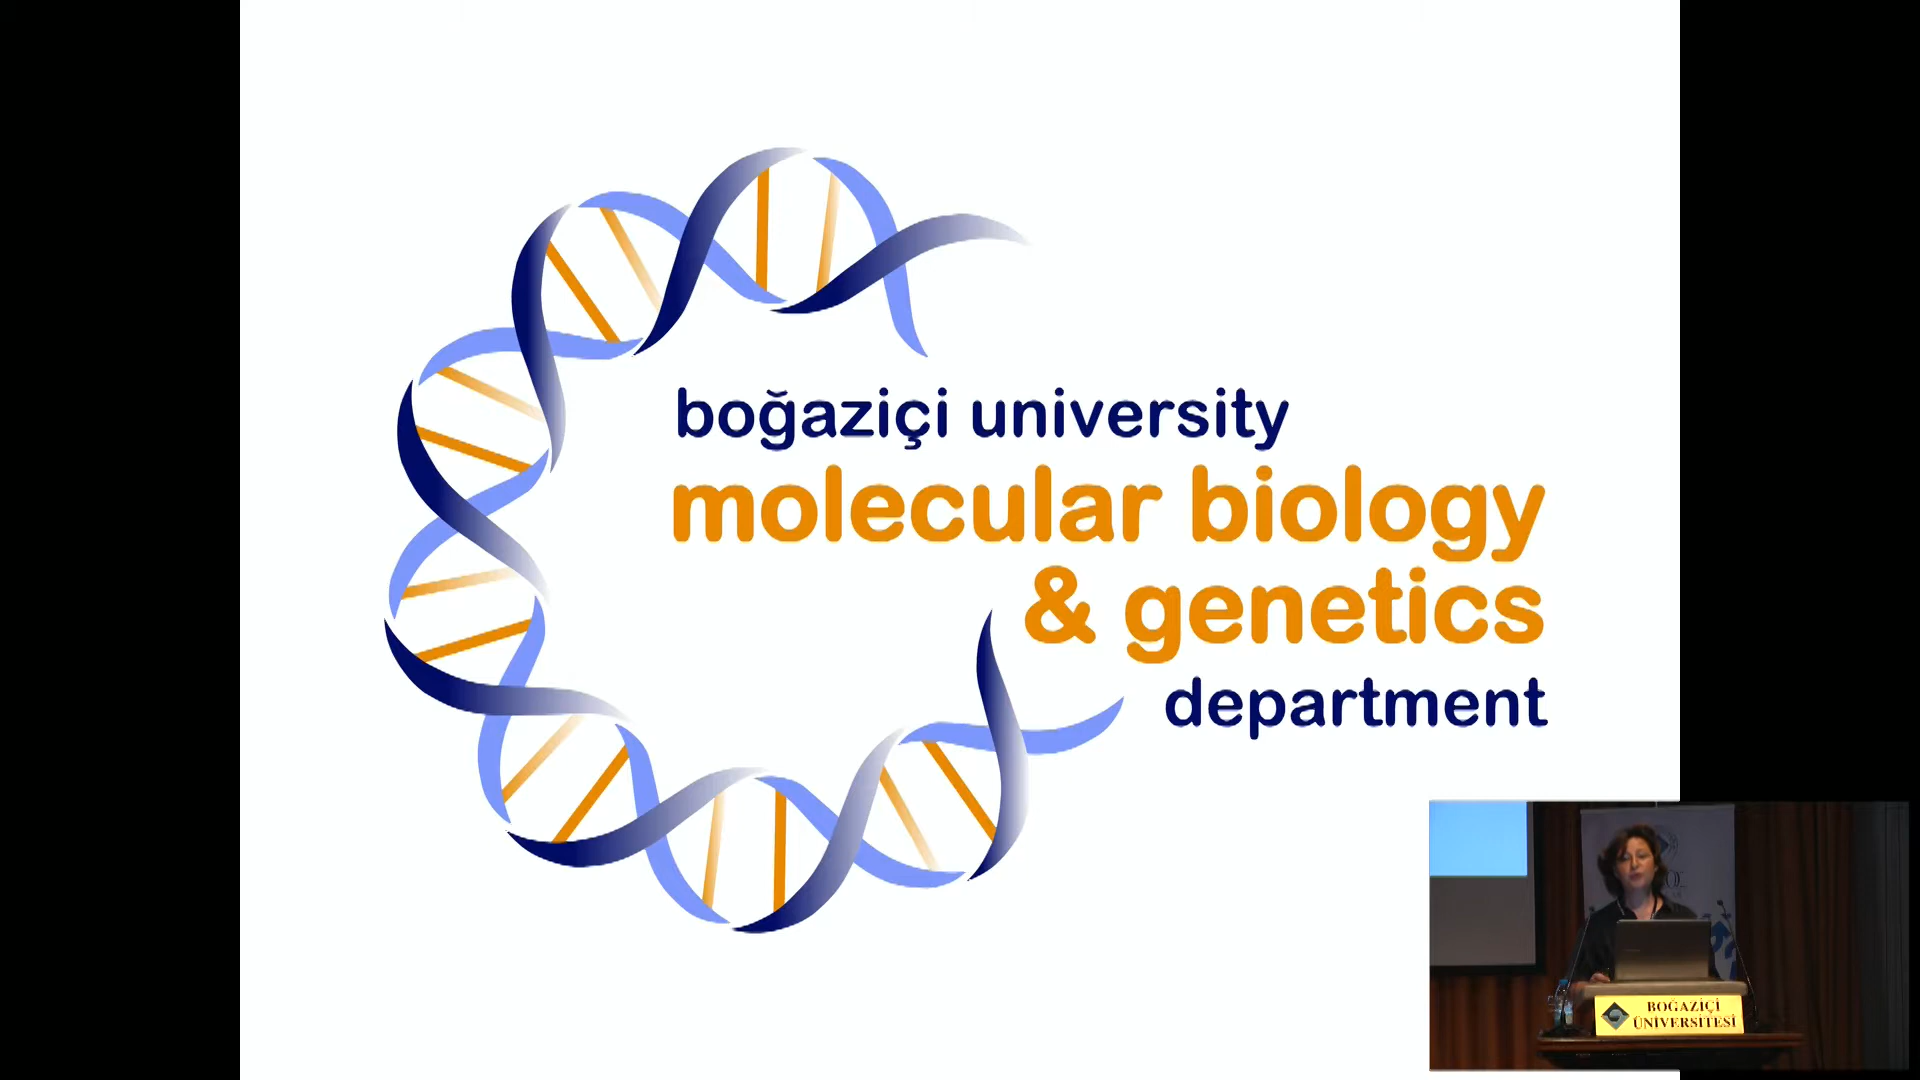 boğaziçi university
molecular biology
& genetics
department
BOĞAZİÇİ
ÜNİVERSİTESİ